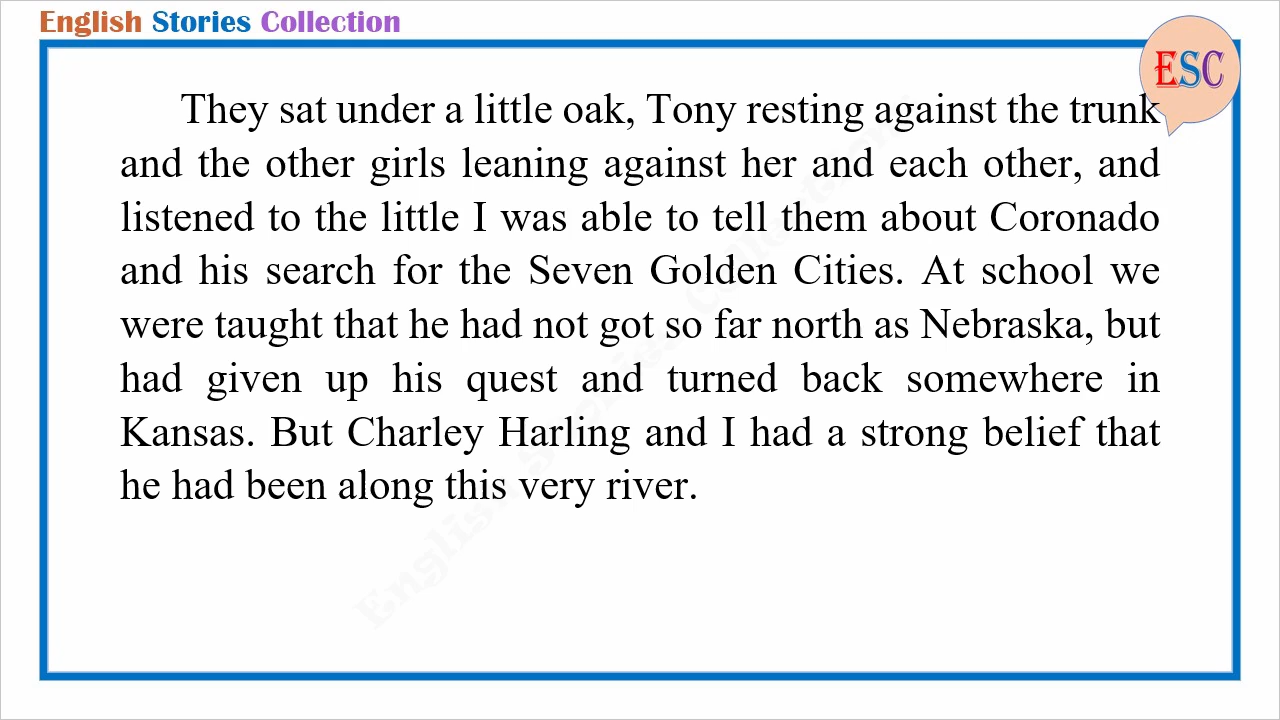 English Stories Collection
ESC
They sat under a little oak, Tony resting against the trunk
and the other girls leaning against her and each other, and
listened to the little I was able to tell them about Coronado
and his search for the Seven Golden Cities. At school we
were taught that he had not got so far north as Nebraska, but
had given up his quest and turned back somewhere in
Kansas. But Charley Harling and I had a strong belief that
he had been along this very river.
English Stories Collection